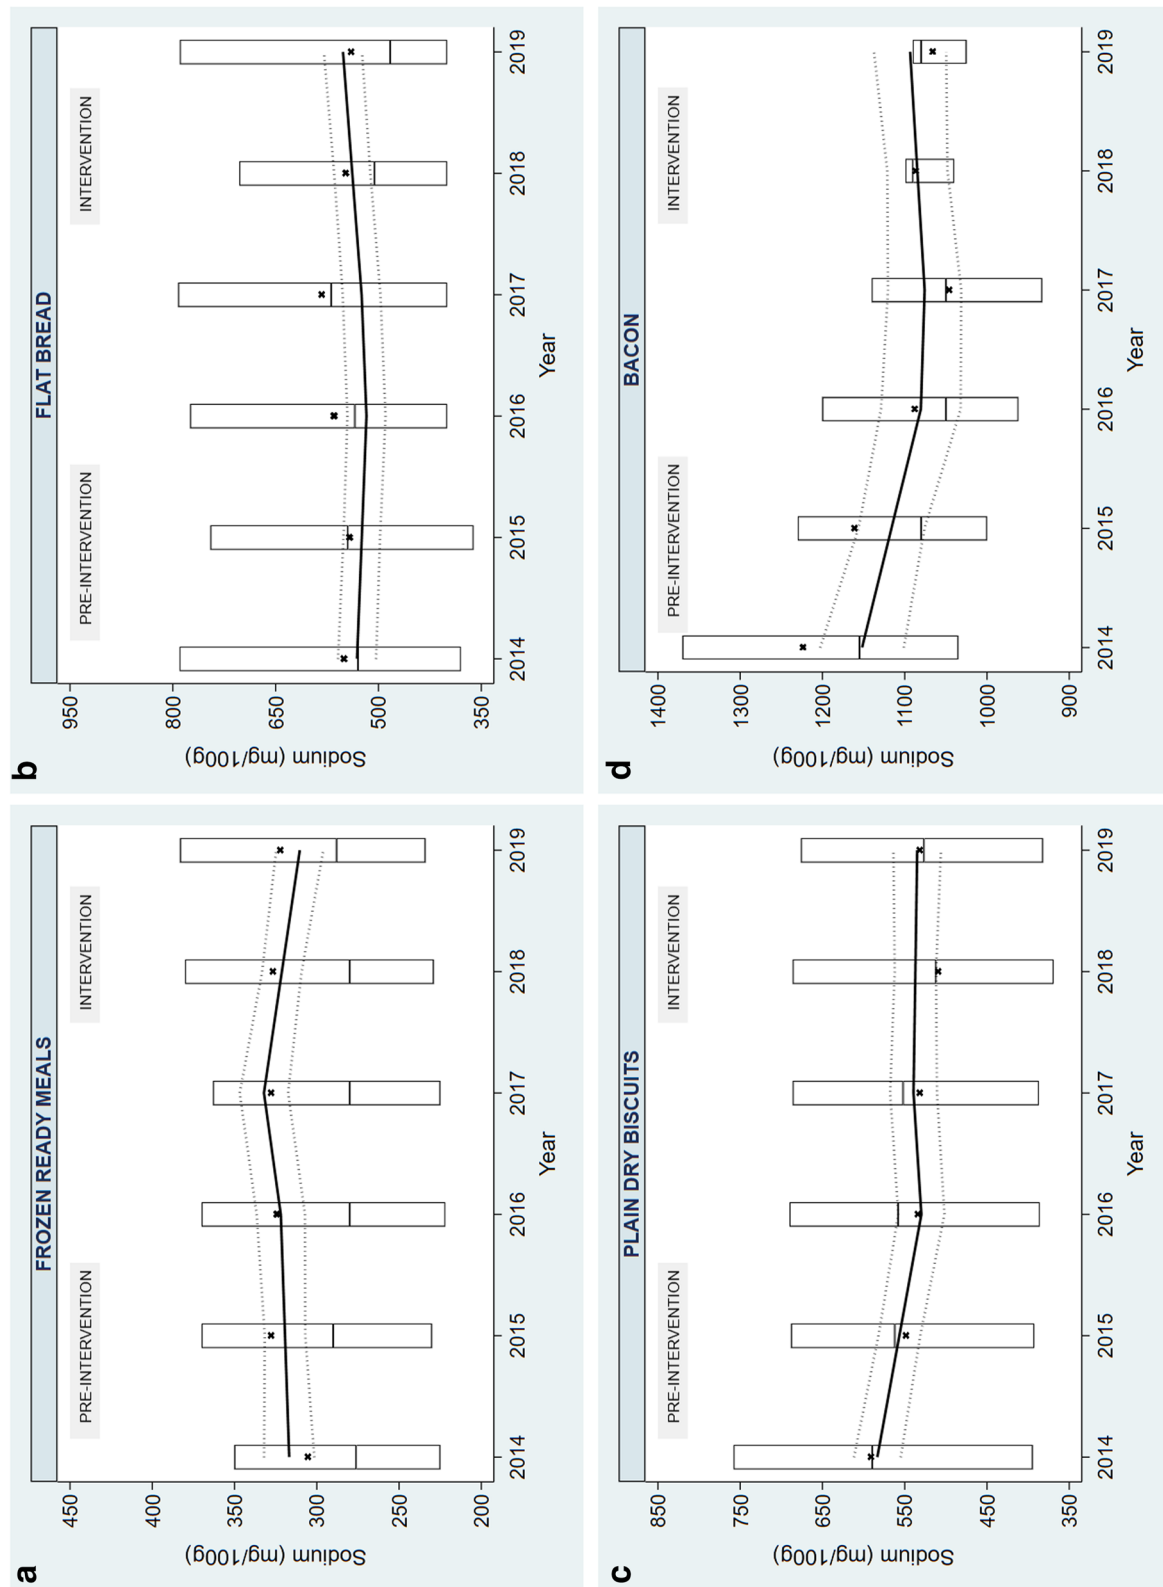 a
FROZEN READY MEALS
PRE-INTERVENTION INTERVENTION
Sodium (mg/100g)
450
400
350
300
250
200
2014 2015 2016 2017 2018 2019
Year
b
FLAT BREAD
PRE-INTERVENTION INTERVENTION
Sodium (mg/100g)
950
800
650
500
350
2014 2015 2016 2017 2018 2019
Year
c
PLAIN DRY BISCUITS
PRE-INTERVENTION INTERVENTION
Sodium (mg/100g)
850
750
650
550
450
350
2014 2015 2016 2017 2018 2019
Year
d
BACON
PRE-INTERVENTION INTERVENTION
Sodium (mg/100g)
1400
1300
1200
1100
1000
900
2014 2015 2016 2017 2018 2019
Year